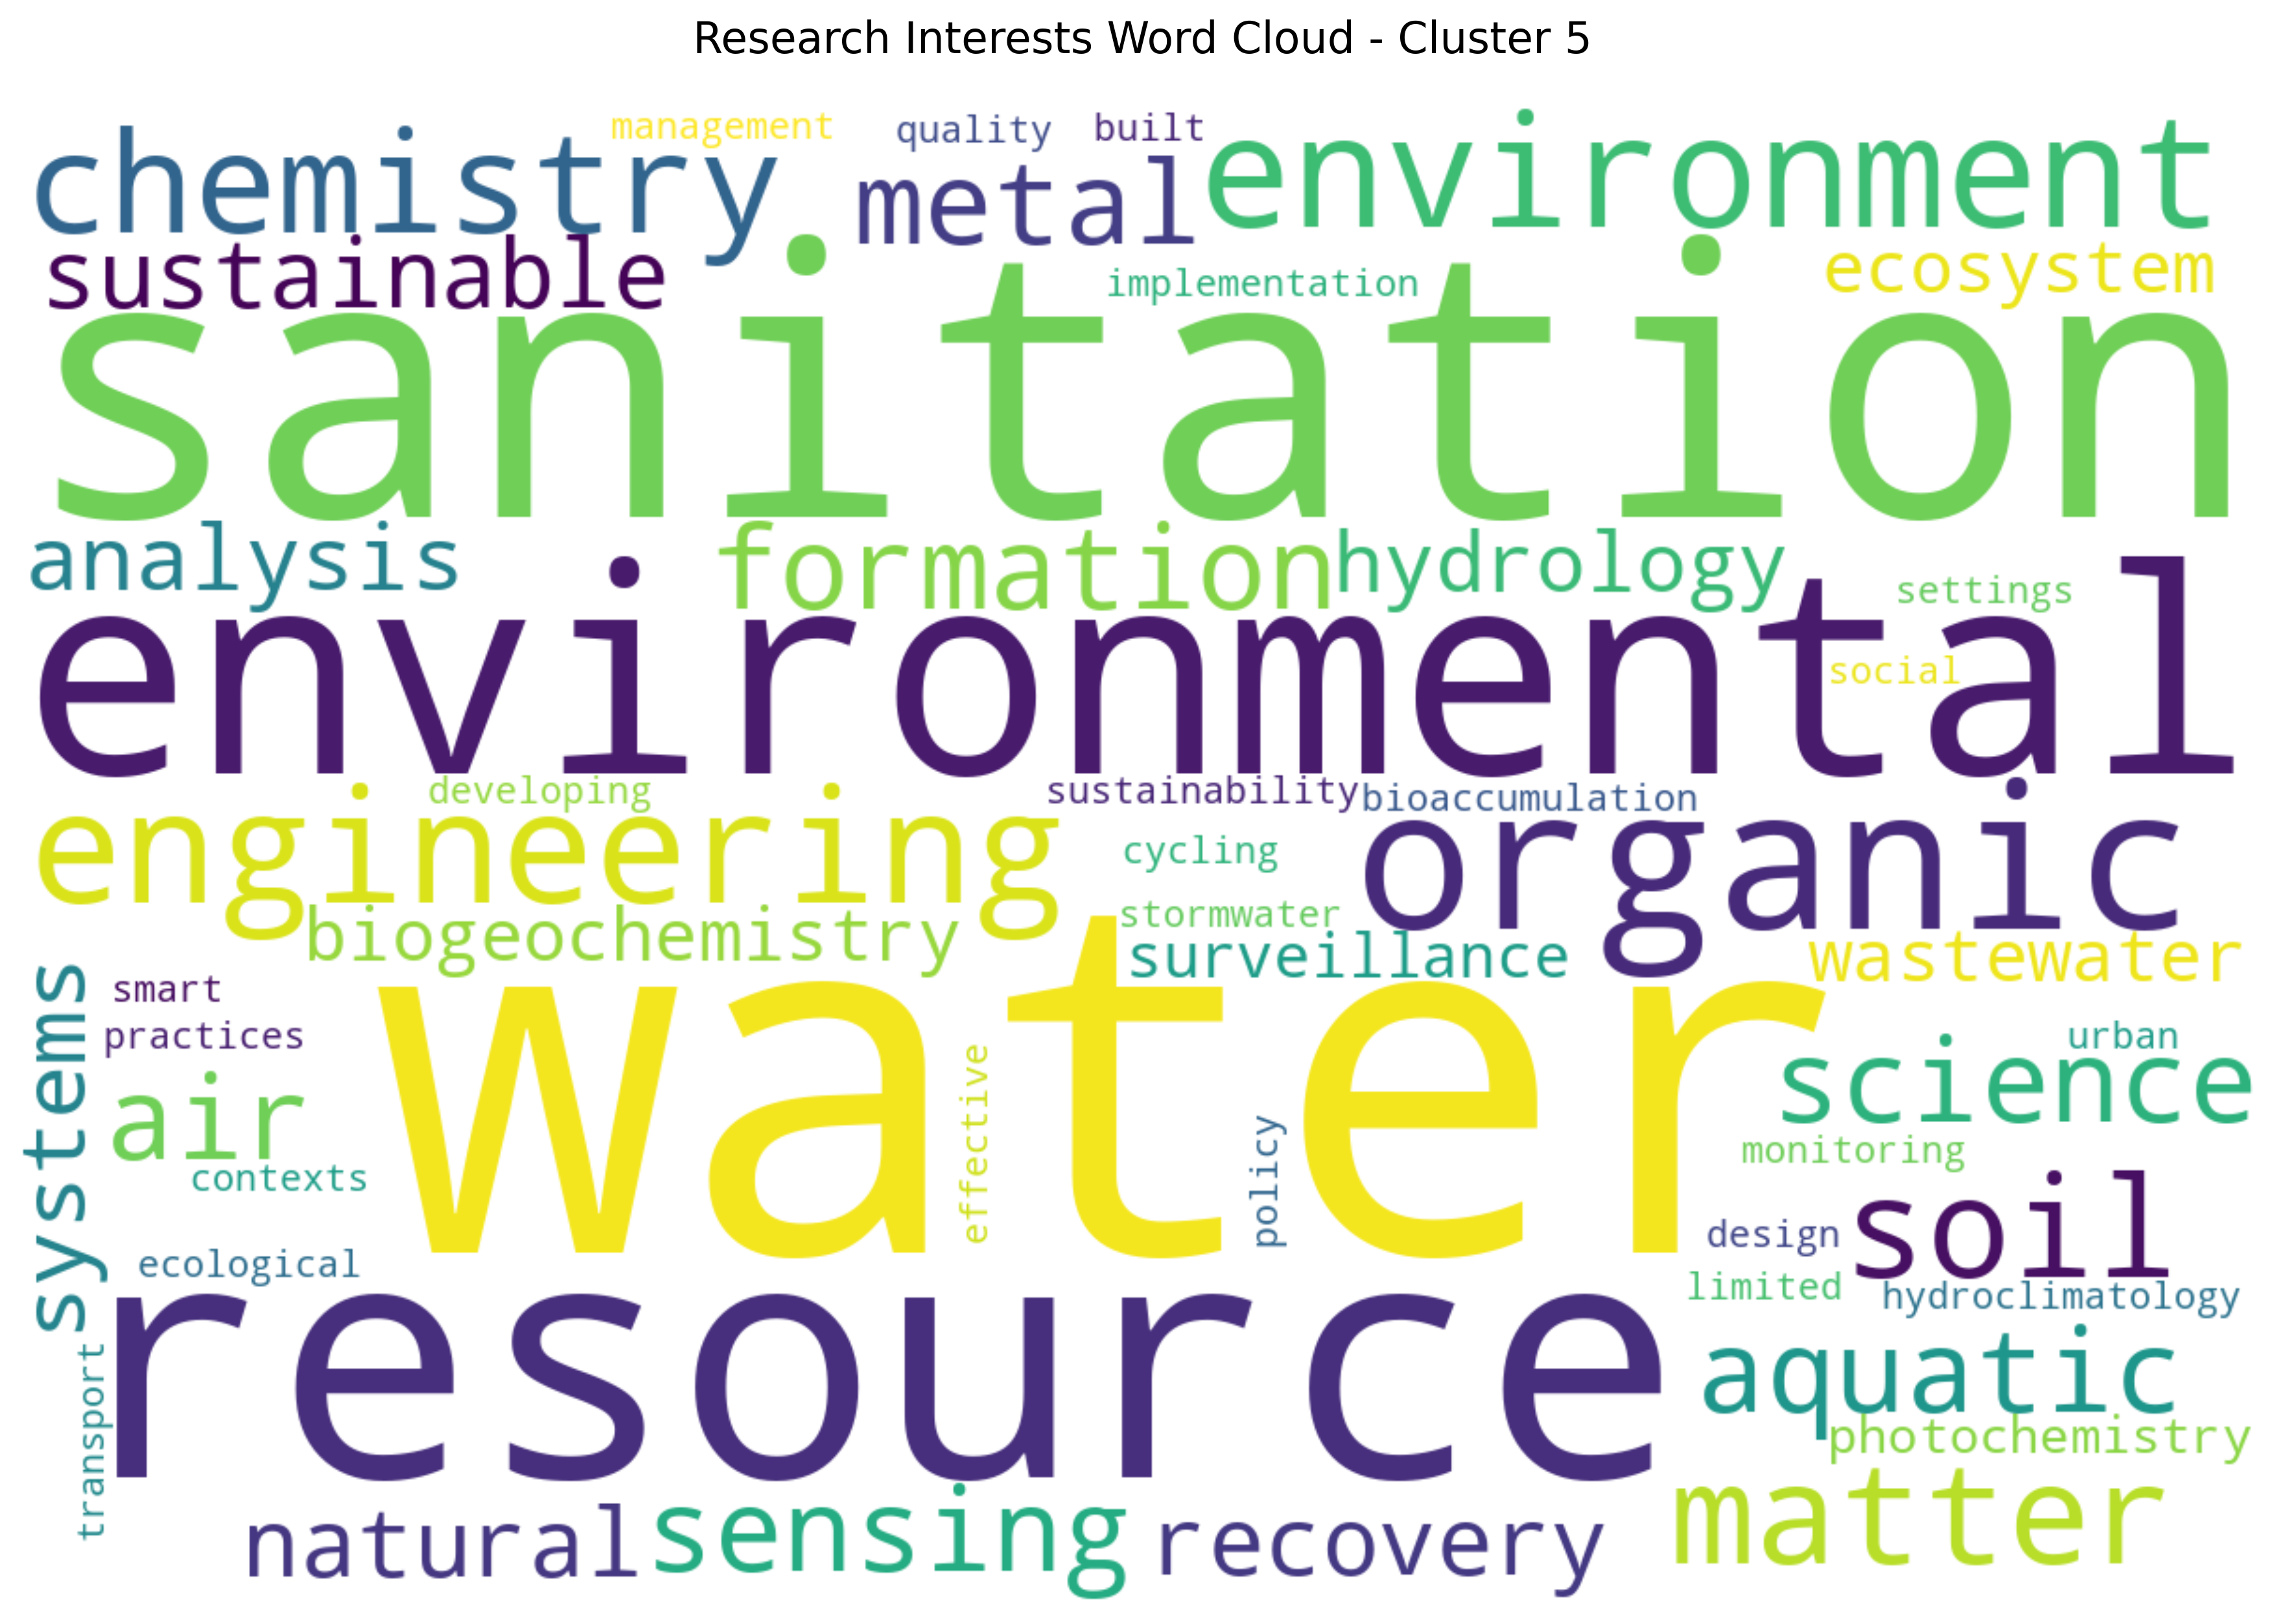 Research Interests Word Cloud - Cluster 5
management
quality
built
chemistry
metal
environment
sustainable
implementation
ecosystem
sanitation
analysis
formation
hydrology
settings
environmental
social
developing
sustainability
bioaccumulation
engineering
cycling
organic
biogeochemistry
stormwater
surveillance
wastewater
systems
smart
practices
water
urban
science
air
effective
policy
monitoring
contexts
design
soil
ecological
limited
hydroclimatology
resource
aquatic
transport
photochemistry
matter
natural
sensing
recovery